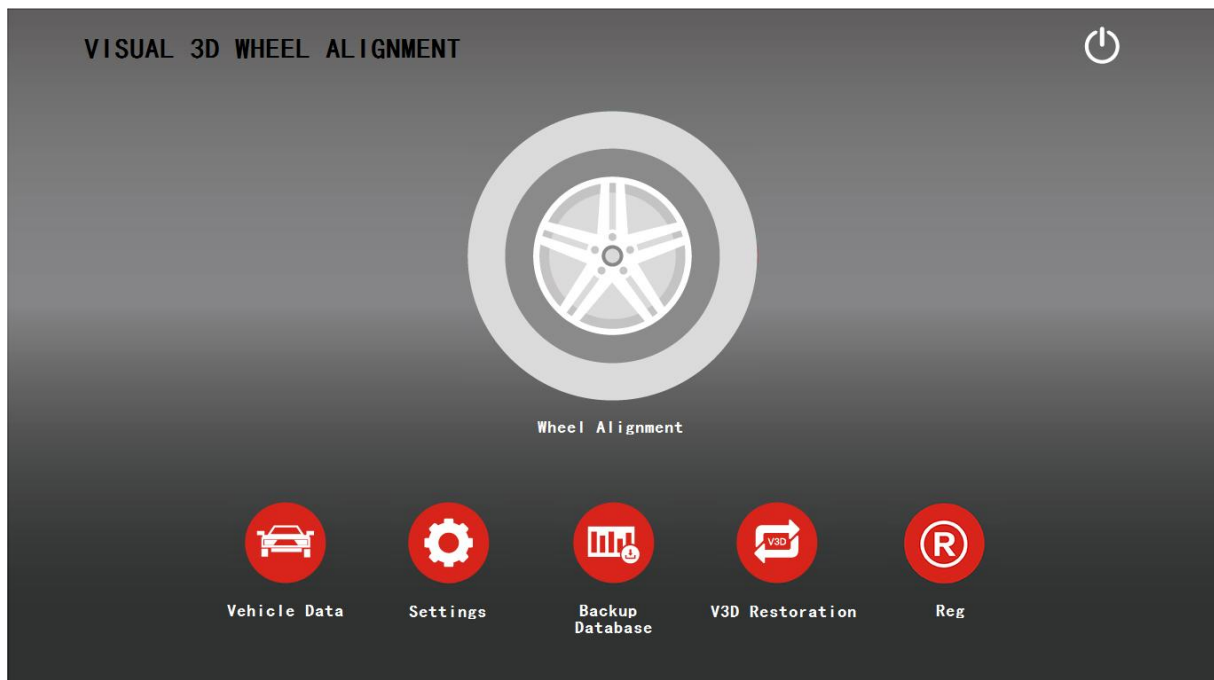 VISUAL 3D WHEEL ALIGNMENT
Wheel Alignment
V3D
R
Vehicle Data
Settings
Backup
Database
V3D Restoration
Reg